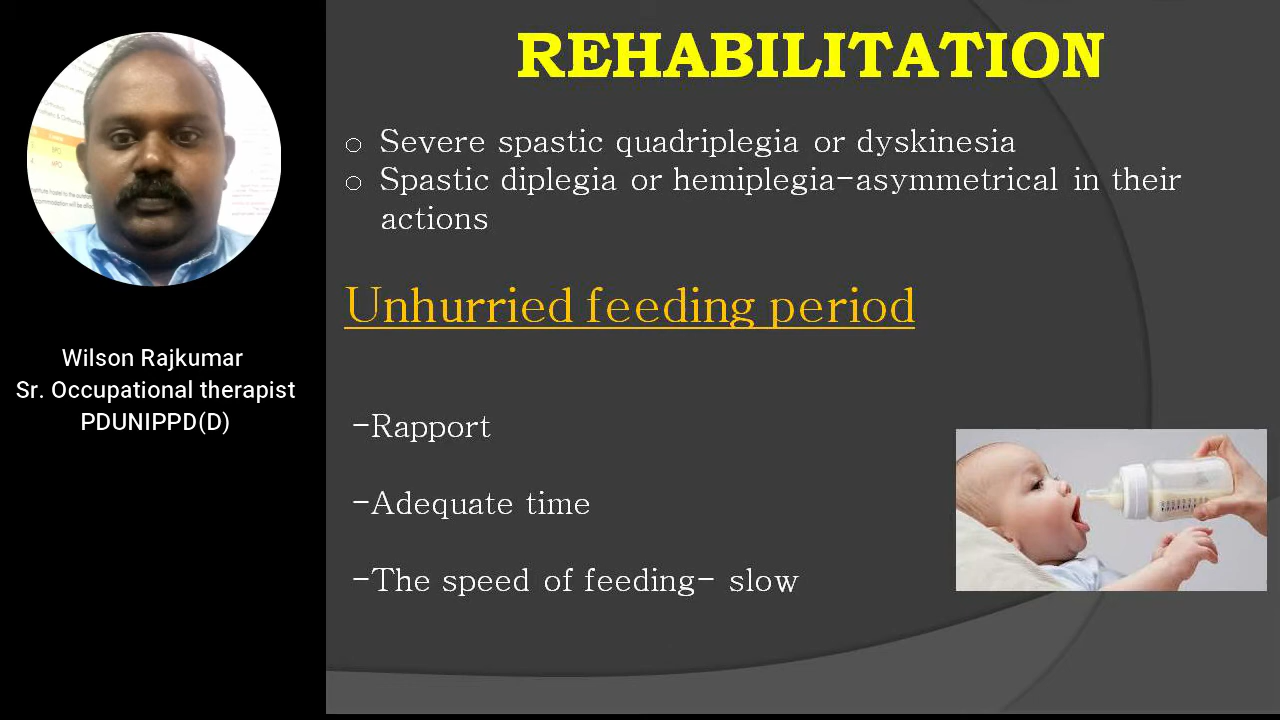 REHABILITATION
o Severe spastic quadriplegia or dyskinesia
o Spastic diplegia or hemiplegia-asymmetrical in their
actions
Unhurried feeding period
-Rapport
-Adequate time
-The speed of feeding- slow
Wilson Rajkumar
Sr. Occupational therapist
PDUNIPPD(D)